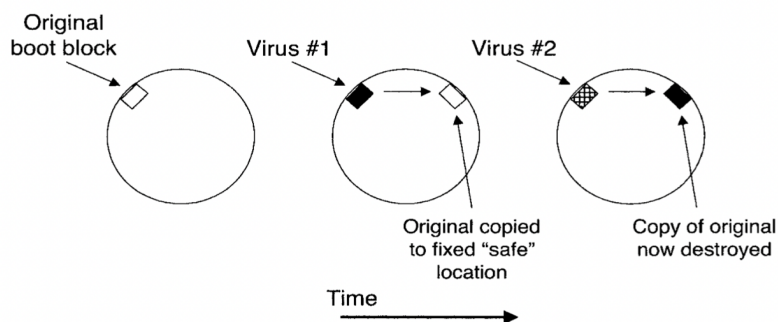 Original
boot block
Virus #1
Virus #2
Original copied
to fixed “safe”
location
Copy of original
now destroyed
Time